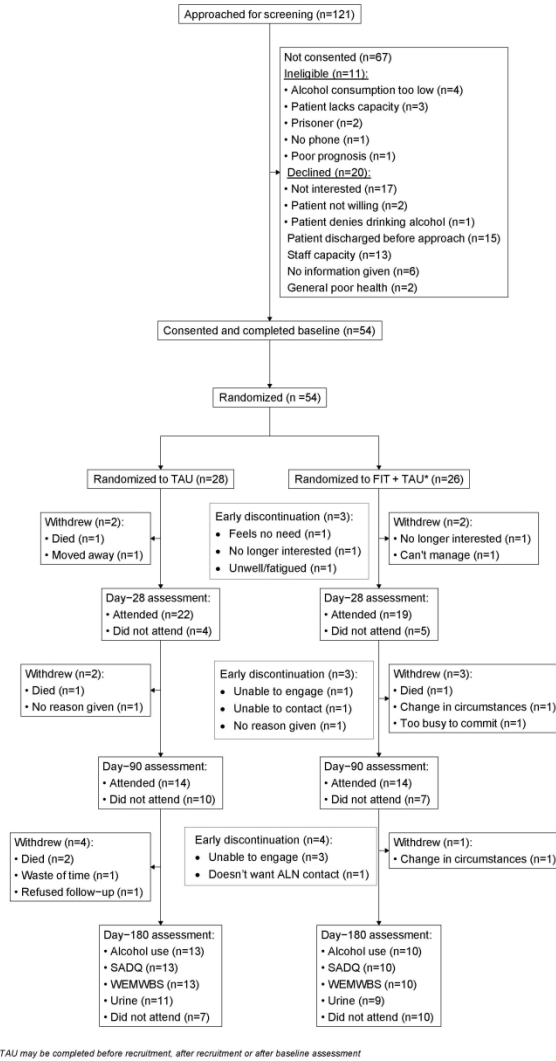 Approached for screening (n=121)
Not consented (n=67)
Ineligible (n=11):
• Alcohol consumption too low (n=4)
• Patient lacks capacity (n=3)
• Prisoner (n=2)
• No phone (n=1)
• Poor prognosis (n=1)
Declined (n=20):
• Not interested (n=17)
• Patient not willing (n=2)
• Patient denies drinking alcohol (n=1)
Patient discharged before approach (n=15)
Staff capacity (n=13)
No information given (n=6)
General poor health (n=2)
Consented and completed baseline (n=54)
Randomized (n =54)
Randomized to TAU (n=28)
Randomized to FIT + TAU* (n=26)
Withdrew (n=2):
• Died (n=1)
• Moved away (n=1)
Early discontinuation (n=3):
• Feels no need (n=1)
• No longer interested (n=1)
• Unwell/fatigued (n=1)
Withdrew (n=2):
• No longer interested (n=1)
• Can't manage (n=1)
Day−28 assessment:
• Attended (n=22)
• Did not attend (n=4)
Day−28 assessment:
• Attended (n=19)
• Did not attend (n=5)
Withdrew (n=2):
• Died (n=1)
• No reason given (n=1)
Early discontinuation (n=3):
• Unable to engage (n=1)
• Unable to contact (n=1)
• No reason given (n=1)
Withdrew (n=3):
• Died (n=1)
• Change in circumstances (n=1)
• Too busy to commit (n=1)
Day−90 assessment:
• Attended (n=14)
• Did not attend (n=10)
Day−90 assessment:
• Attended (n=14)
• Did not attend (n=7)
Withdrew (n=4):
• Died (n=2)
• Waste of time (n=1)
• Refused follow−up (n=1)
Early discontinuation (n=4):
• Unable to engage (n=3)
• Doesn't want ALN contact (n=1)
Withdrew (n=1):
• Change in circumstances (n=1)
Day−180 assessment:
• Alcohol use (n=13)
• SADQ (n=13)
• WEMWBS (n=13)
• Urine (n=11)
• Did not attend (n=7)
Day−180 assessment:
• Alcohol use (n=10)
• SADQ (n=10)
• WEMWBS (n=10)
• Urine (n=9)
• Did not attend (n=10)
TAU may be completed before recruitment, after recruitment or after baseline assessment